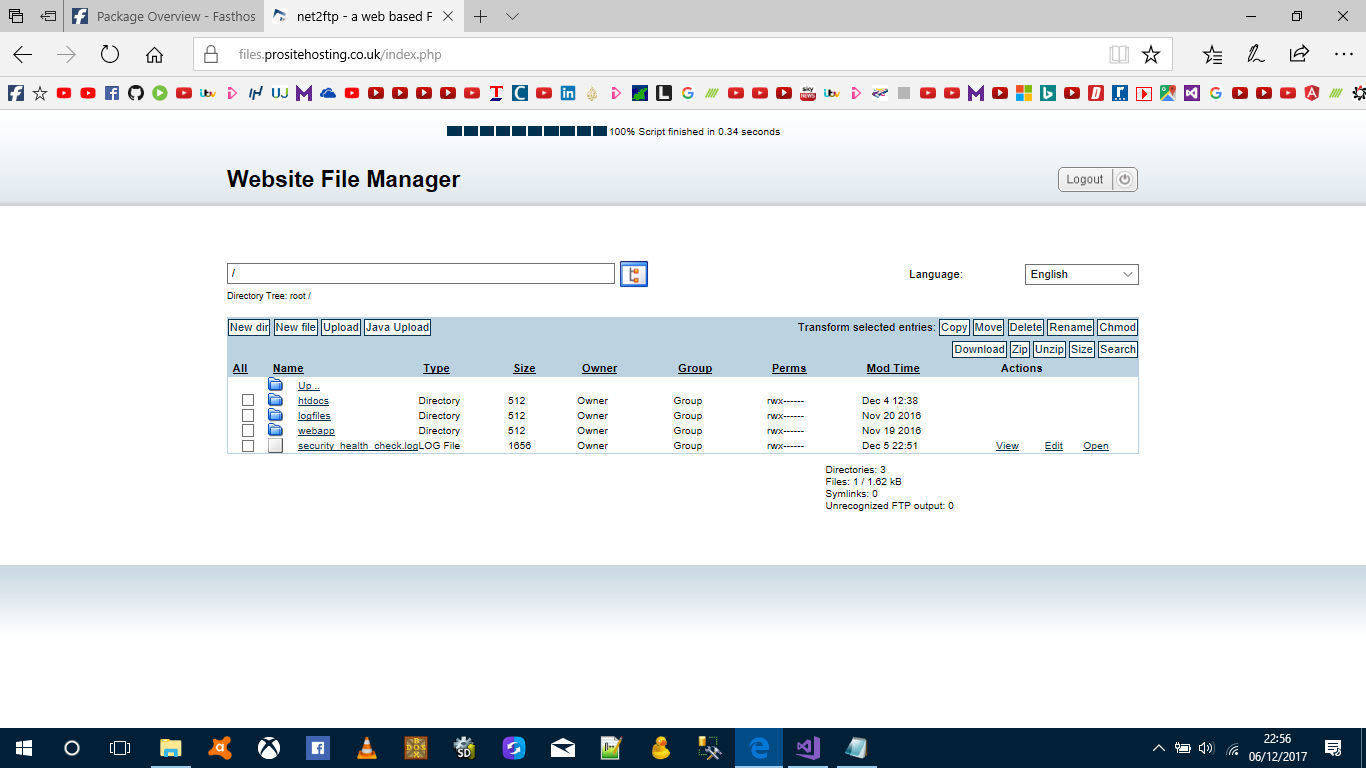 Package Overview - Fasthos
net2ftp - a web based F
files.prositehosting.co.uk/index.php
100% Script finished in 0.34 seconds
Website File Manager
Logout
/
Language:
English
Directory Tree: root /
New dir New file Upload Java Upload
Transform selected entries: Copy Move Delete Rename Chmod
Download Zip Unzip Size Search
All Name Type Size Owner Group Perms Mod Time Actions
Up ..
htdocs Directory 512 Owner Group rwx------ Dec 4 12:38
logfiles Directory 512 Owner Group rwx------ Nov 20 2016
webapp Directory 512 Owner Group rwx------ Nov 19 2016
security_health_check.log LOG File 1656 Owner Group rwx------ Dec 5 22:51 View Edit Open
Directories: 3
Files: 1 / 1.62 kB
Symlinks: 0
Unrecognized FTP output: 0
22:56
06/12/2017